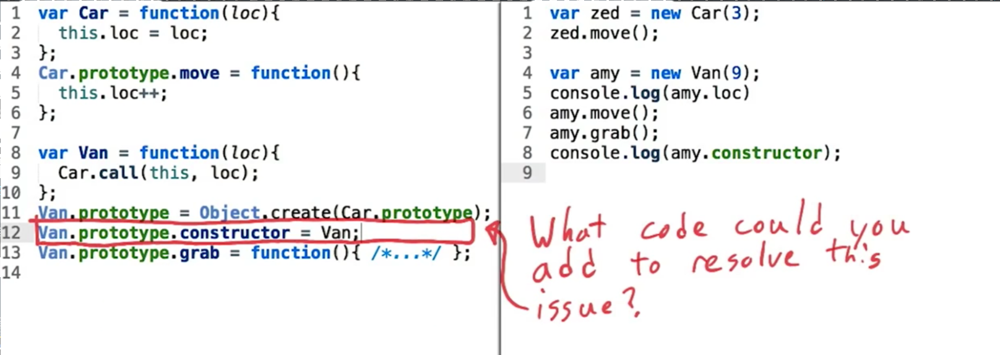 1 var Car = function(loc){
2   this.loc = loc;
3 };
4 Car.prototype.move = function(){
5   this.loc++;
6 };
7
8 var Van = function(loc){
9   Car.call(this, loc);
10 };
11 Van.prototype = Object.create(Car.prototype);
12 Van.prototype.constructor = Van;
13 Van.prototype.grab = function(){ /*...*/ };
14
1 var zed = new Car(3);
2 zed.move();
3
4 var amy = new Van(9);
5 console.log(amy.loc)
6 amy.move();
7 amy.grab();
8 console.log(amy.constructor);
9
What code could you
add to resolve this
issue?